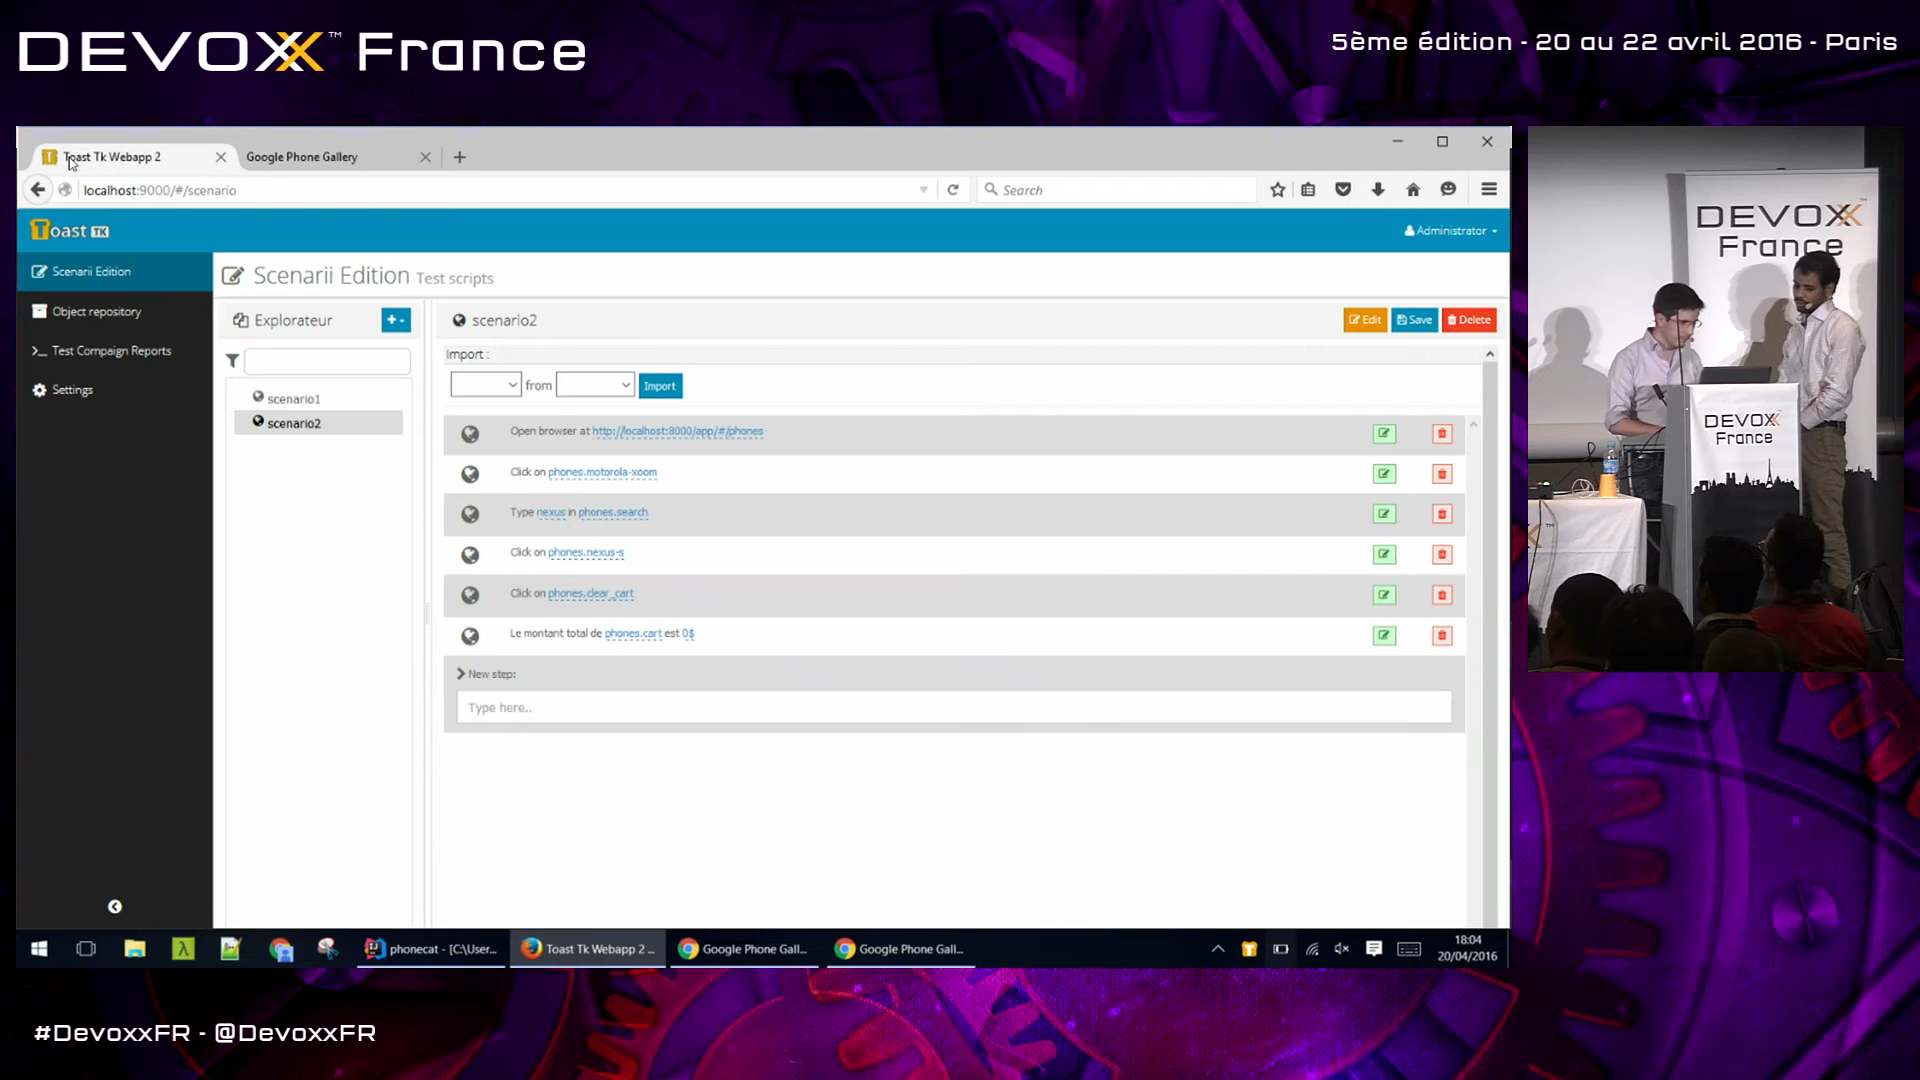 DEVOXX™ France
5ème édition - 20 au 22 avril 2016 - Paris
Toast Tk Webapp 2
Google Phone Gallery
localhost:9000/#/scenario
Search
Toast TK
Administrator
Scenarii Edition
Object repository
Test Compaign Reports
Settings
Scenarii Edition Test scripts
Explorateur
scenario1
scenario2
scenario2
Edit
Save
Delete
Import :
from
Import
Open browser at http://localhost:8000/app/#/phones
Click on phones.motorola-xoom
Type nexus in phones.search
Click on phones.nexus-s
Click on phones.clear_cart
Le montant total de phones.cart est 0$
New step:
Type here..
phonecat - [C:\User...
Toast Tk Webapp 2 ...
Google Phone Gall...
Google Phone Gall...
18:04
20/04/2016
DEVOXX™
France
DEVOXX
France
#DevoxxFR - @DevoxxFR